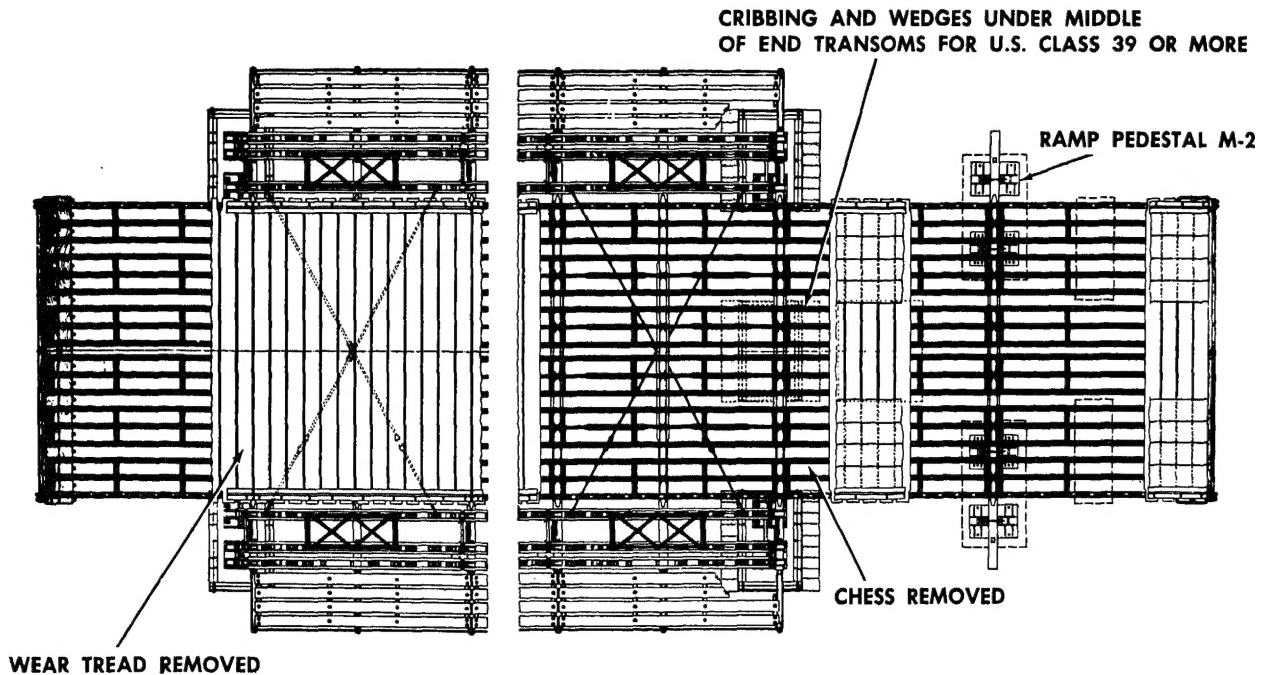 CRIBBING AND WEDGES UNDER MIDDLE
OF END TRANSOMS FOR U.S. CLASS 39 OR MORE
RAMP PEDESTAL M-2
CHESS REMOVED
WEAR TREAD REMOVED